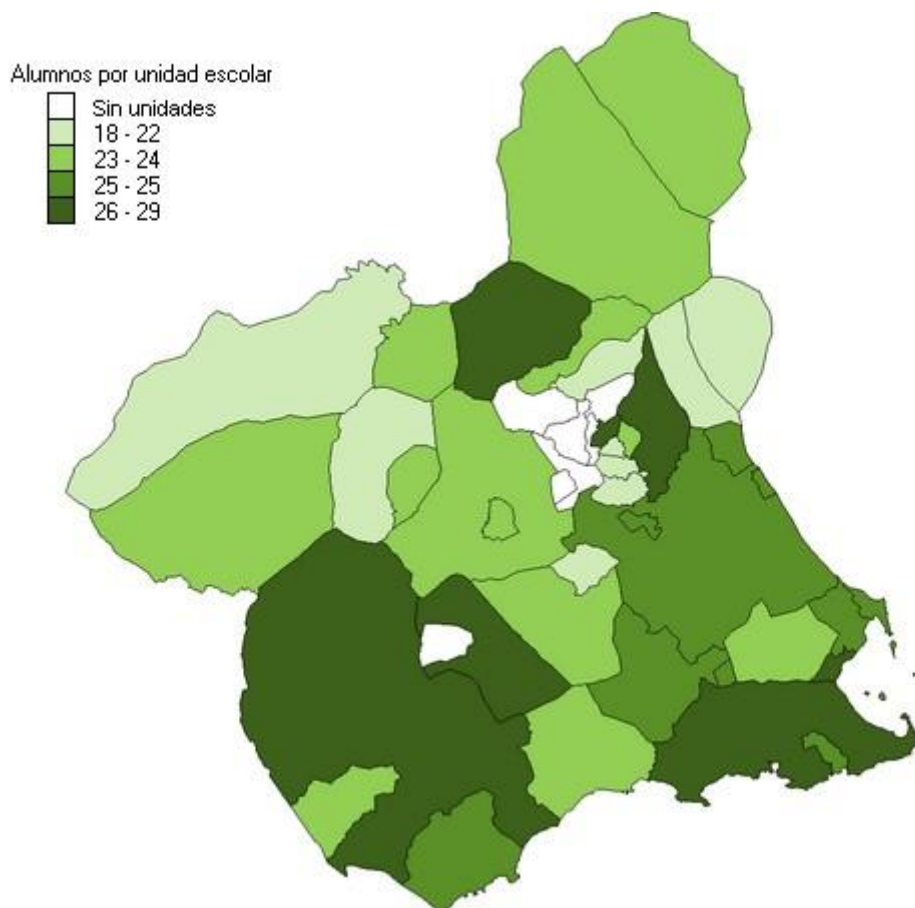 Alumnos por unidad escolar
Sin unidades
18 - 22
23 - 24
25 - 25
26 - 29